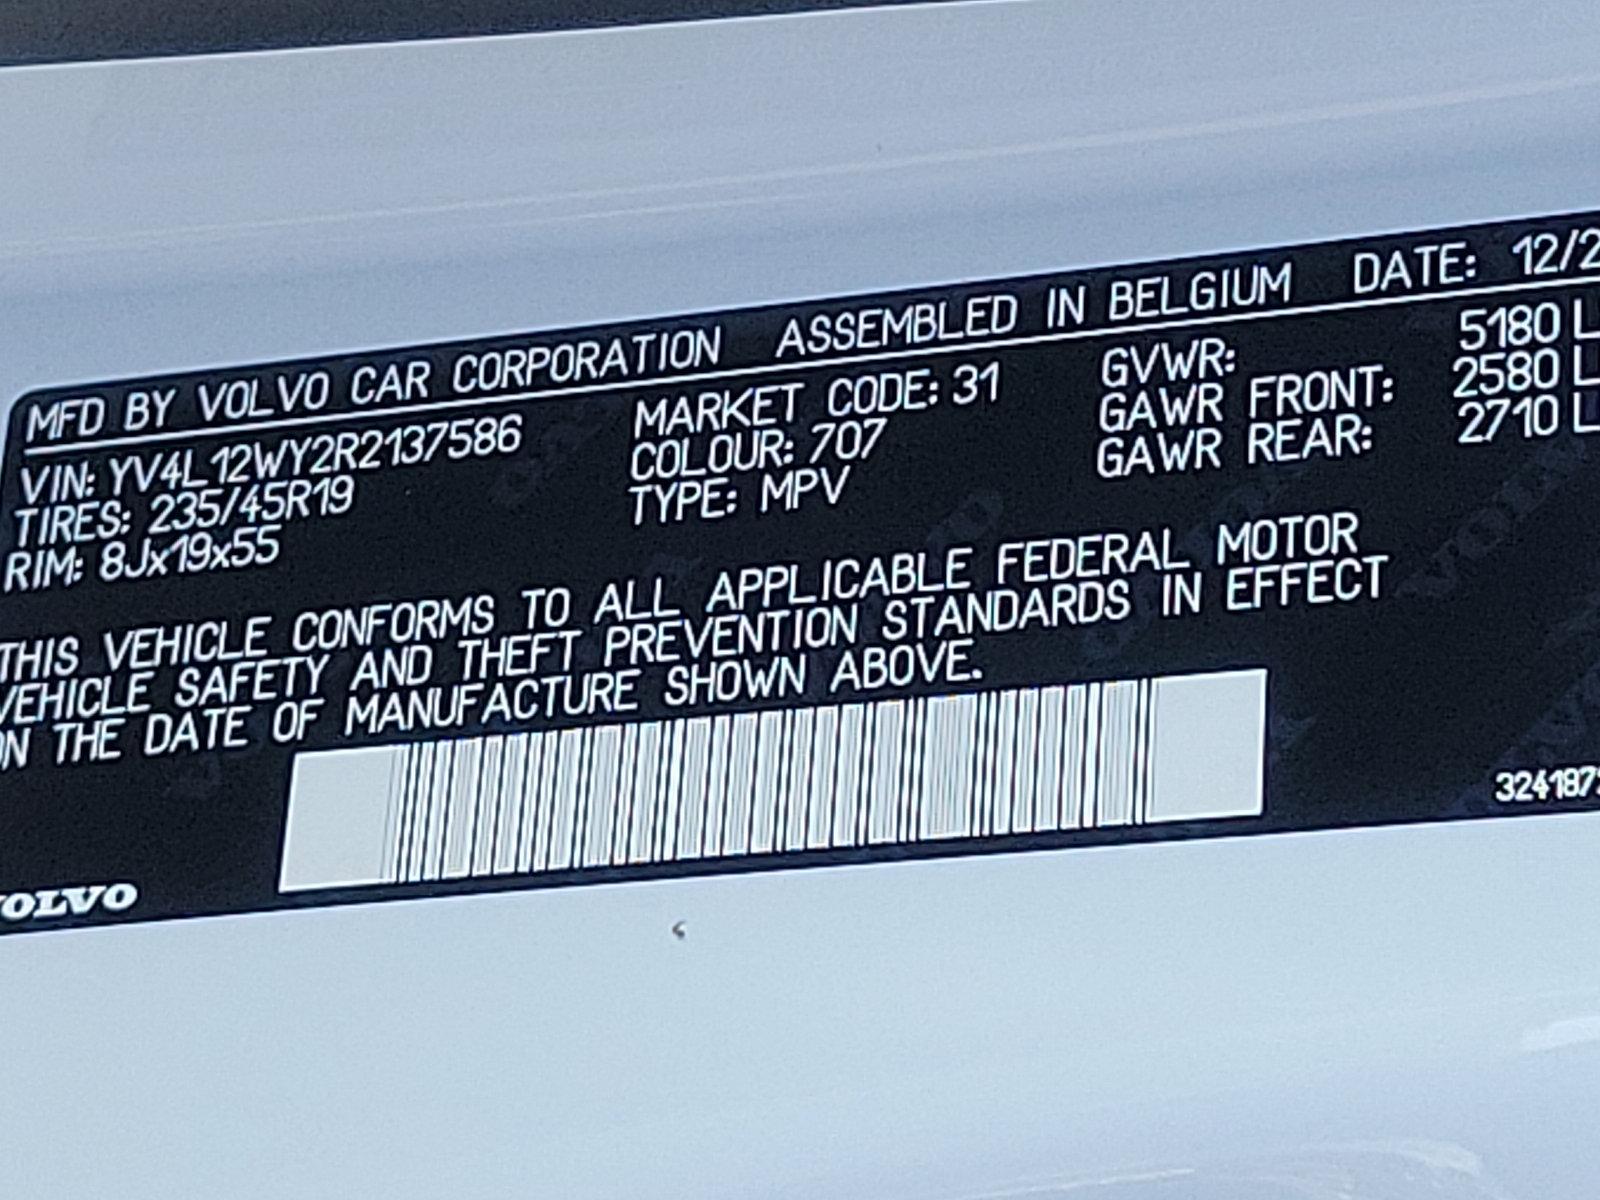 MFD BY VOLVO CAR CORPORATION ASSEMBLED IN BELGIUM DATE: 12/2
VIN: YV4L12WY2R2137586 MARKET CODE: 31 GVWR: 5180 L
TIRES: 235/45R19 COLOUR: 707 GAWR FRONT: 2580 L
RIM: 8Jx19x55 TYPE: MPV GAWR REAR: 2710 L
THIS VEHICLE CONFORMS TO ALL APPLICABLE FEDERAL MOTOR
VEHICLE SAFETY AND THEFT PREVENTION STANDARDS IN EFFECT
ON THE DATE OF MANUFACTURE SHOWN ABOVE.
324187
VOLVO